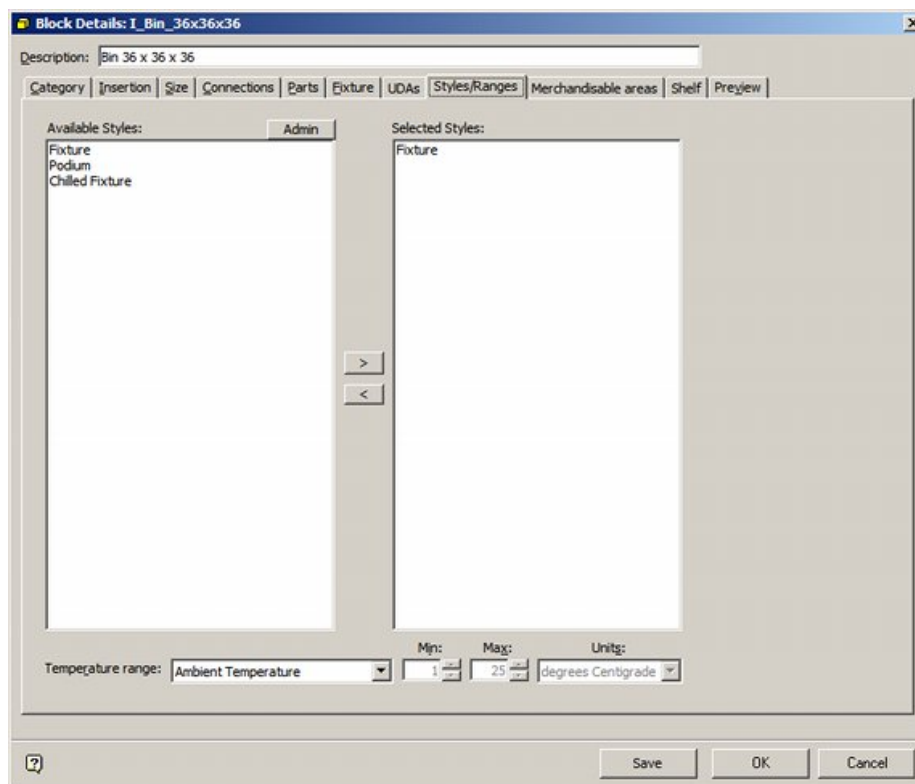 Block Details: I_Bin_36x36x36
Description: Bin 36 x 36 x 36
Category Insertion Size Connections Parts Fixture UDAs Styles/Ranges Merchandisable areas Shelf Preview
Available Styles: Admin Selected Styles:
Fixture Fixture
Podium
Chilled Fixture
>
<
Min: Max: Units:
Temperature range: Ambient Temperature 1 25 degrees Centigrade
? Save OK Cancel